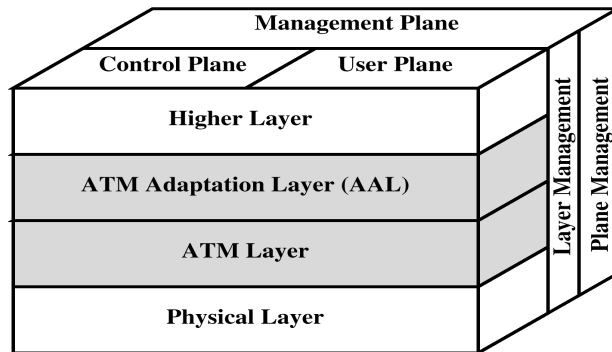 Management Plane
Control Plane
User Plane
Higher Layer
ATM Adaptation Layer (AAL)
ATM Layer
Physical Layer
Layer Management
Plane Management